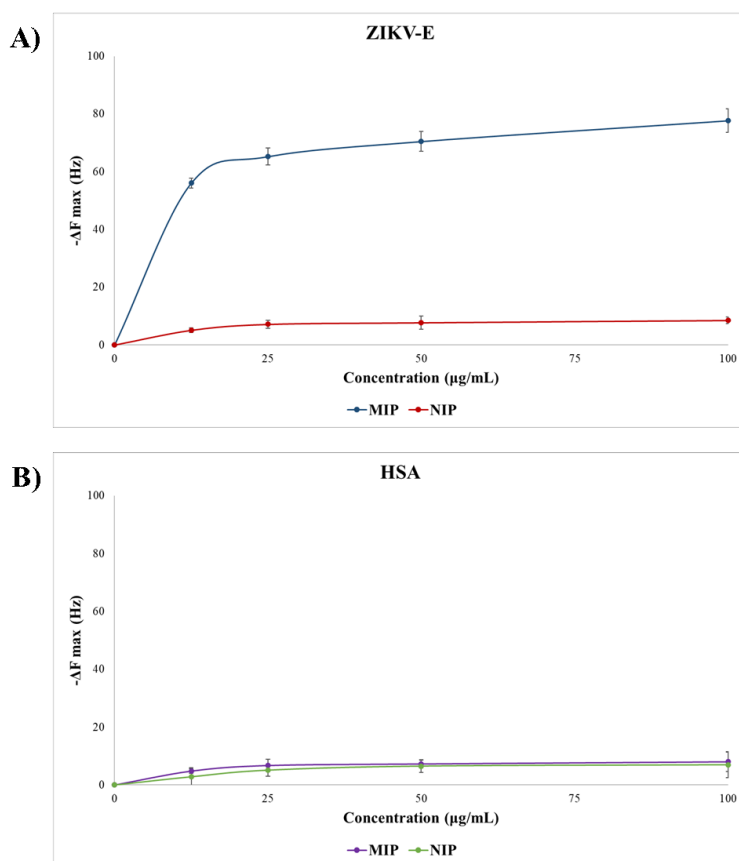 A)
ZIKV-E
100
80
60
40
20
0
-ΔF max (Hz)
0 25 50 75 100
Concentration (µg/mL)
MIP NIP
B)
HSA
100
80
60
40
20
0
-ΔF max (Hz)
0 25 50 75 100
Concentration (µg/mL)
MIP NIP